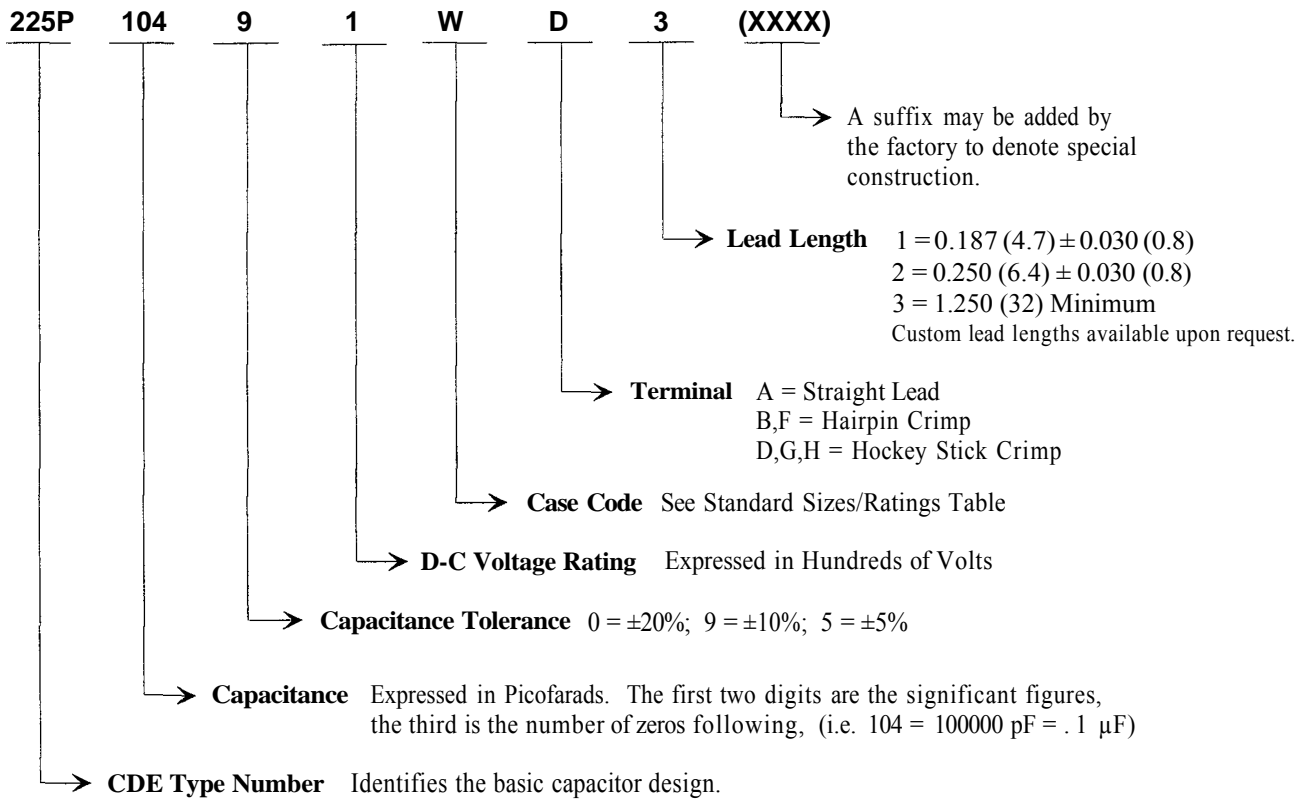 225P 104 9 1 W D 3 (XXXX)
A suffix may be added by
the factory to denote special
construction.
Lead Length 1 = 0.187 (4.7) ± 0.030 (0.8)
2 = 0.250 (6.4) ± 0.030 (0.8)
3 = 1.250 (32) Minimum
Custom lead lengths available upon request.
Terminal A = Straight Lead
B,F = Hairpin Crimp
D,G,H = Hockey Stick Crimp
Case Code See Standard Sizes/Ratings Table
D-C Voltage Rating Expressed in Hundreds of Volts
Capacitance Tolerance 0 = ±20%; 9 = ±10%; 5 = ±5%
Capacitance Expressed in Picofarads. The first two digits are the significant figures,
the third is the number of zeros following, (i.e. 104 = 100000 pF = . 1 µF)
CDE Type Number Identifies the basic capacitor design.